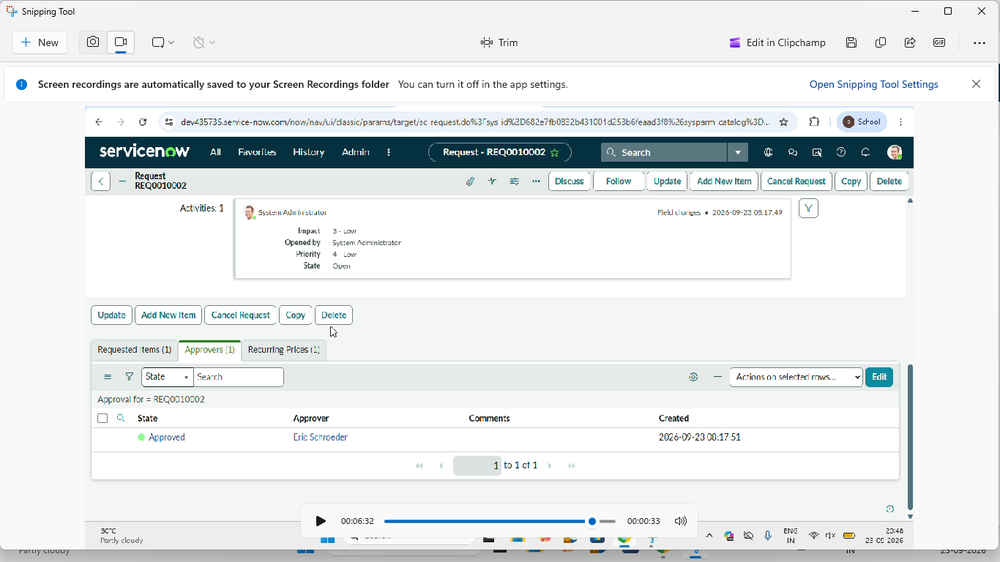 Snipping Tool
New
Trim
Edit in Clipchamp
GIF
Screen recordings are automatically saved to your Screen Recordings folder You can turn it off in the app settings.
Open Snipping Tool Settings
dev435735.service-now.com/now/nav/ui/classic/params/target/sc_request.do%3Fsys_id%3D682e7fb0832b431001d253b6feaad3f8%26sysparm_catalog%3D...
School
servicenow All Favorites History Admin
Request - REQ0010002
Search
Request
REQ0010002
Discuss Follow Update Add New Item Cancel Request Copy Delete
Activities: 1
System Administrator
Field changes • 2026-09-23 08:17:49
Impact 3 - Low
Opened by System Administrator
Priority 4 - Low
State Open
Update Add New Item Cancel Request Copy Delete
Requested Items (1) Approvers (1) Recurring Prices (1)
State Search
Actions on selected rows... Edit
Approval for = REQ0010002
State Approver Comments Created
Approved Eric Schroeder 2026-09-23 08:17:51
1 to 1 of 1
00:06:32 00:00:33
30°C
Partly cloudy
ENG
IN
20:48
23-09-2026
Partly cloudy
IN
23-09-2026